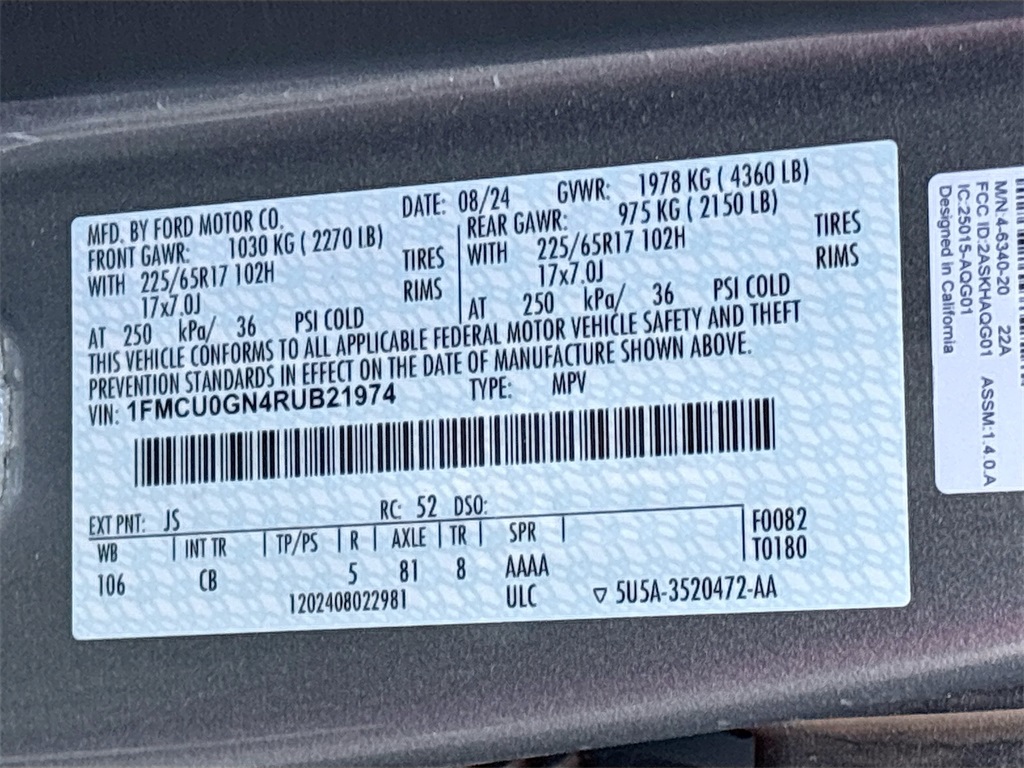 MFD. BY FORD MOTOR CO. DATE: 08/24 GVWR: 1978 KG ( 4360 LB)
FRONT GAWR: 1030 KG ( 2270 LB)
WITH 225/65R17 102H TIRES
17x7.0J RIMS
AT 250 kPa/ 36 PSI COLD
REAR GAWR: 975 KG ( 2150 LB)
WITH 225/65R17 102H TIRES
17x7.0J RIMS
AT 250 kPa/ 36 PSI COLD
THIS VEHICLE CONFORMS TO ALL APPLICABLE FEDERAL MOTOR VEHICLE SAFETY AND THEFT
PREVENTION STANDARDS IN EFFECT ON THE DATE OF MANUFACTURE SHOWN ABOVE.
VIN: 1FMCU0GN4RUB21974 TYPE: MPV
EXT PNT: JS RC: 52 DSO:
WB INT TR TP/PS R AXLE TR SPR
106 CB 5 81 8 AAAA
F0082
T0180
1202408022981 ULC ▽ 5U5A-3520472-AA
M/N:4-6340-20 22A
FCC ID:2ASKHAQG01 ASSM:1.4.0.A
IC:25015-AQG01
Designed in California